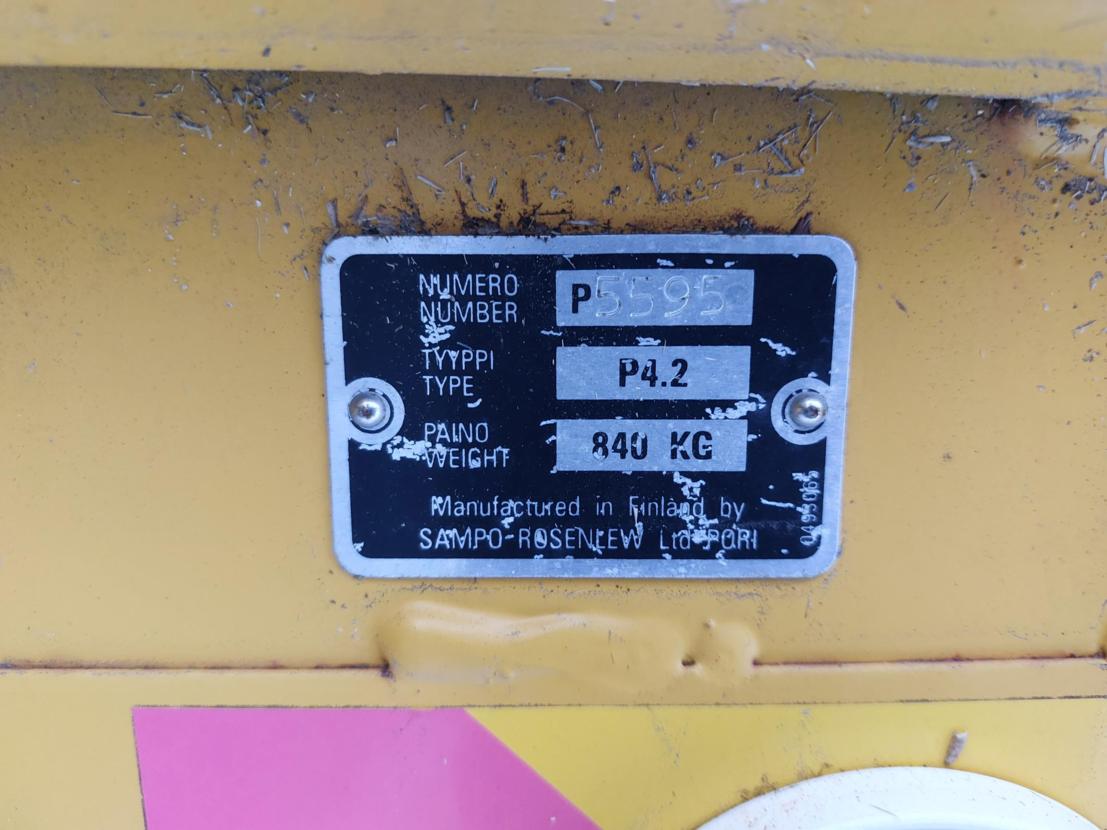 NUMERO
NUMBER
P5595
TYYPPI
TYPE
P4.2
PAINO
WEIGHT
840 KG
Manufactured in Finland by
SAMPO-ROSENLEW Ltd PORI
0493065